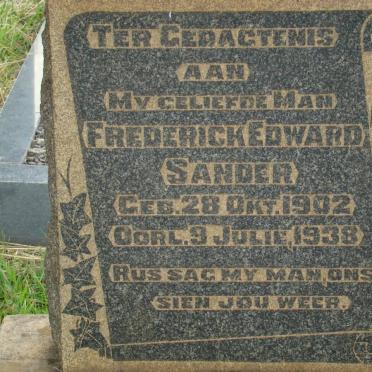 TER GEDAGTENIS
AAN
MY GELIEFDE MAN
FREDERICK EDWARD
SANDER
GEB. 28 OKT. 1902
OORL. 9 JULIE, 1938
RUS SAG MY MAN, ONS
SIEN JOU WEER.